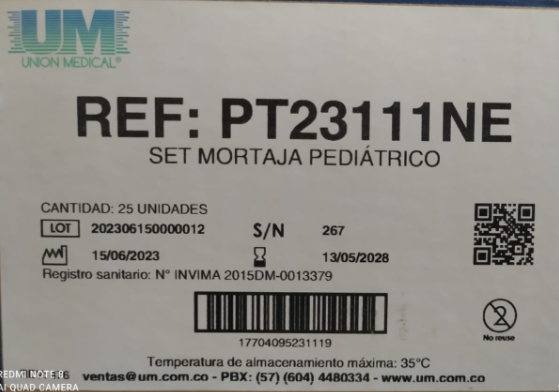 UM
UNION MEDICAL®
REF: PT23111NE
SET MORTAJA PEDIÁTRICO
CANTIDAD: 25 UNIDADES
LOT 202306150000012 S/N 267
15/06/2023 13/05/2028
Registro sanitario: N° INVIMA 2015DM-0013379
17704095231119
No reuse
Temperatura de almacenamiento máxima: 35°C
ventas@um.com.co - PBX: (57) (604) 4480334 - www.um.com.co
REDMI NOTE 8
AI QUAD CAMERA